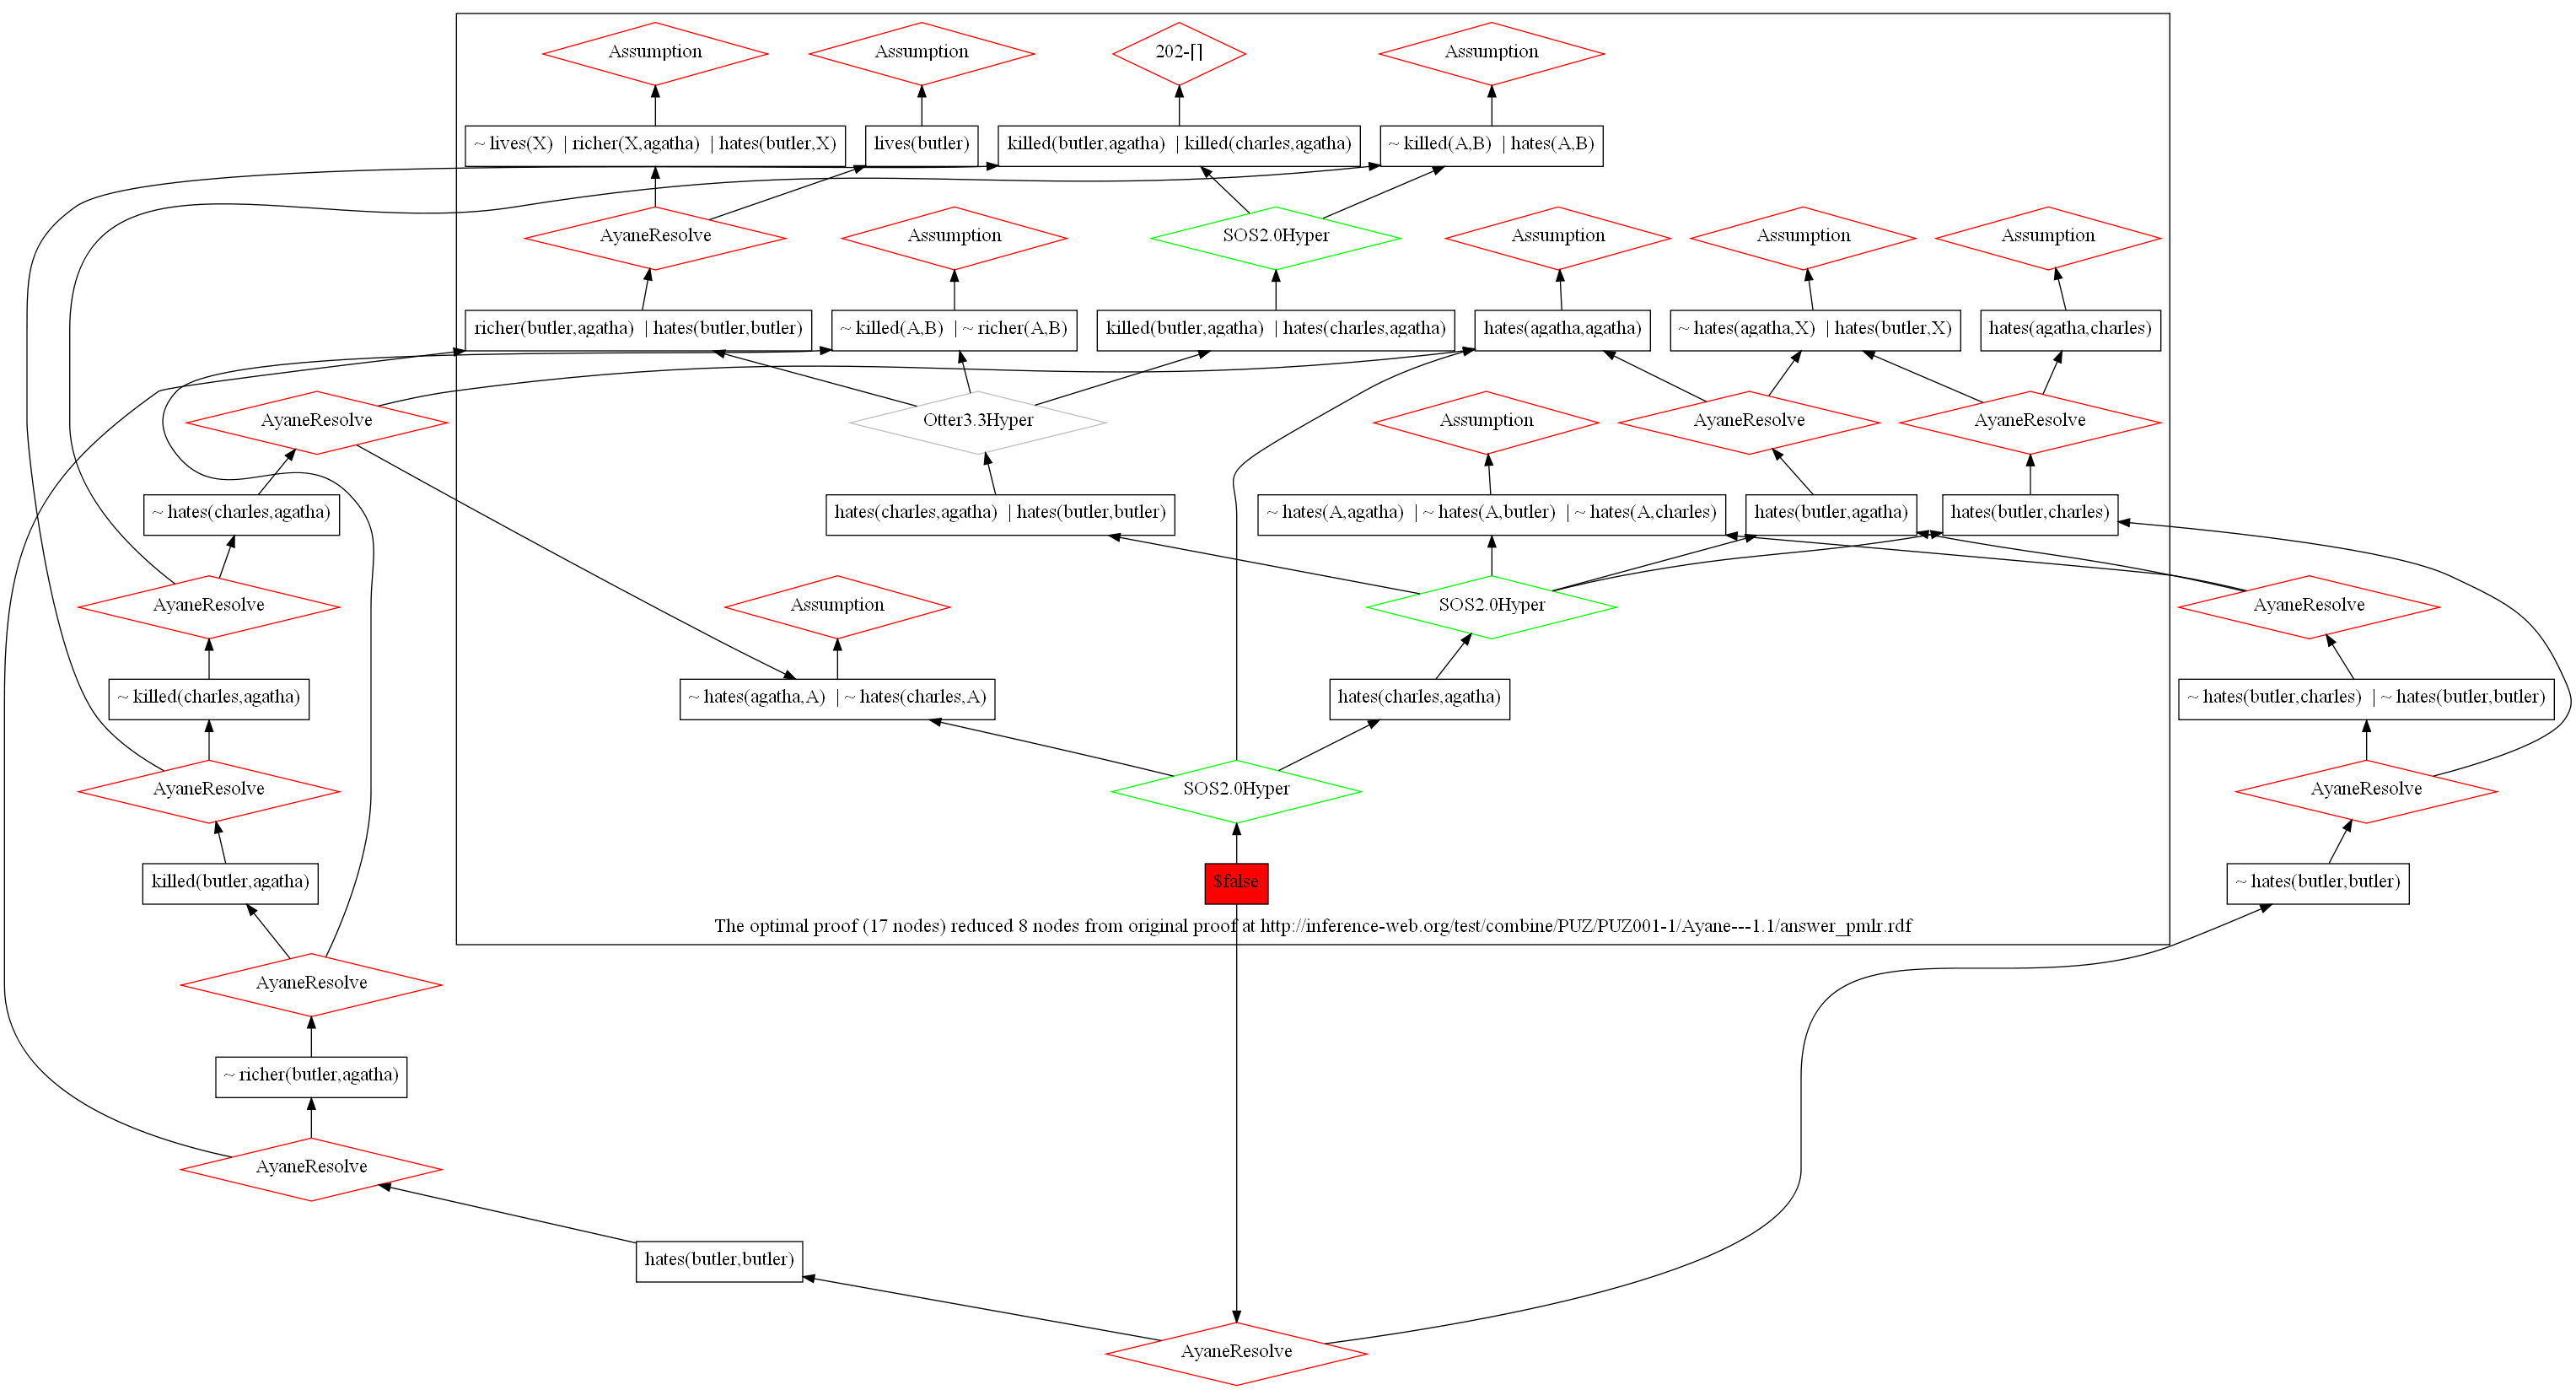 Assumption
Assumption
202-[]
Assumption
~ lives(X) | richer(X,agatha) | hates(butler,X)
lives(butler)
killed(butler,agatha) | killed(charles,agatha)
~ killed(A,B) | hates(A,B)
AyaneResolve
Assumption
SOS2.0Hyper
Assumption
Assumption
Assumption
richer(butler,agatha) | hates(butler,butler)
~ killed(A,B) | ~ richer(A,B)
killed(butler,agatha) | hates(charles,agatha)
hates(agatha,agatha)
~ hates(agatha,X) | hates(butler,X)
hates(agatha,charles)
AyaneResolve
Otter3.3Hyper
Assumption
AyaneResolve
AyaneResolve
~ hates(charles,agatha)
hates(charles,agatha) | hates(butler,butler)
~ hates(A,agatha) | ~ hates(A,butler) | ~ hates(A,charles)
hates(butler,agatha)
hates(butler,charles)
AyaneResolve
Assumption
SOS2.0Hyper
AyaneResolve
~ killed(charles,agatha)
~ hates(agatha,A) | ~ hates(charles,A)
hates(charles,agatha)
~ hates(butler,charles) | ~ hates(butler,butler)
AyaneResolve
SOS2.0Hyper
AyaneResolve
killed(butler,agatha)
$false
~ hates(butler,butler)
The optimal proof (17 nodes) reduced 8 nodes from original proof at http://inference-web.org/test/combine/PUZ/PUZ001-1/Ayane---1.1/answer_pmlr.rdf
AyaneResolve
~ richer(butler,agatha)
AyaneResolve
hates(butler,butler)
AyaneResolve